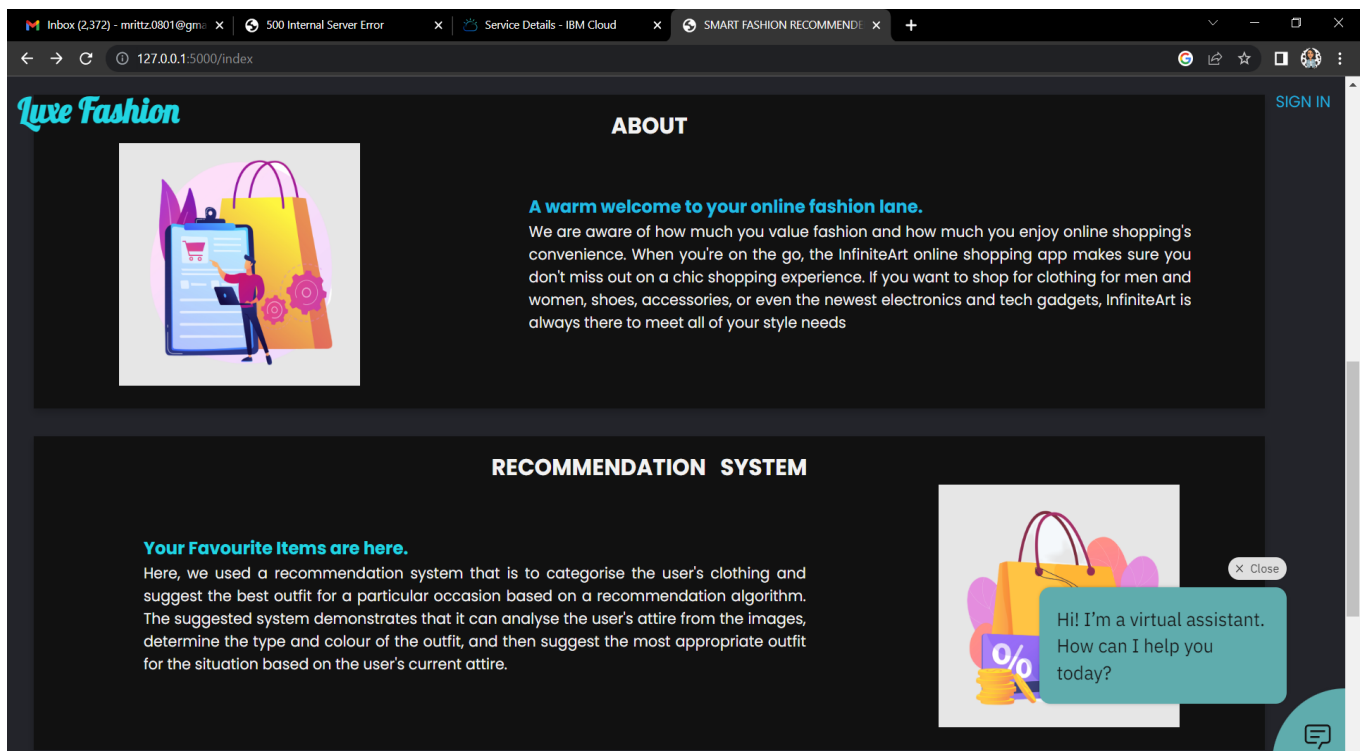 Inbox (2,372) - mrittz.0801@gma
500 Internal Server Error
Service Details - IBM Cloud
SMART FASHION RECOMMENDE
127.0.0.1:5000/index
Luxe Fashion
SIGN IN
ABOUT
A warm welcome to your online fashion lane.
We are aware of how much you value fashion and how much you enjoy online shopping's
convenience. When you're on the go, the InfiniteArt online shopping app makes sure you
don't miss out on a chic shopping experience. If you want to shop for clothing for men and
women, shoes, accessories, or even the newest electronics and tech gadgets, InfiniteArt is
always there to meet all of your style needs
RECOMMENDATION SYSTEM
Your Favourite Items are here.
Here, we used a recommendation system that is to categorise the user's clothing and
suggest the best outfit for a particular occasion based on a recommendation algorithm.
The suggested system demonstrates that it can analyse the user's attire from the images,
determine the type and colour of the outfit, and then suggest the most appropriate outfit
for the situation based on the user's current attire.
%
× Close
Hi! I'm a virtual assistant.
How can I help you
today?